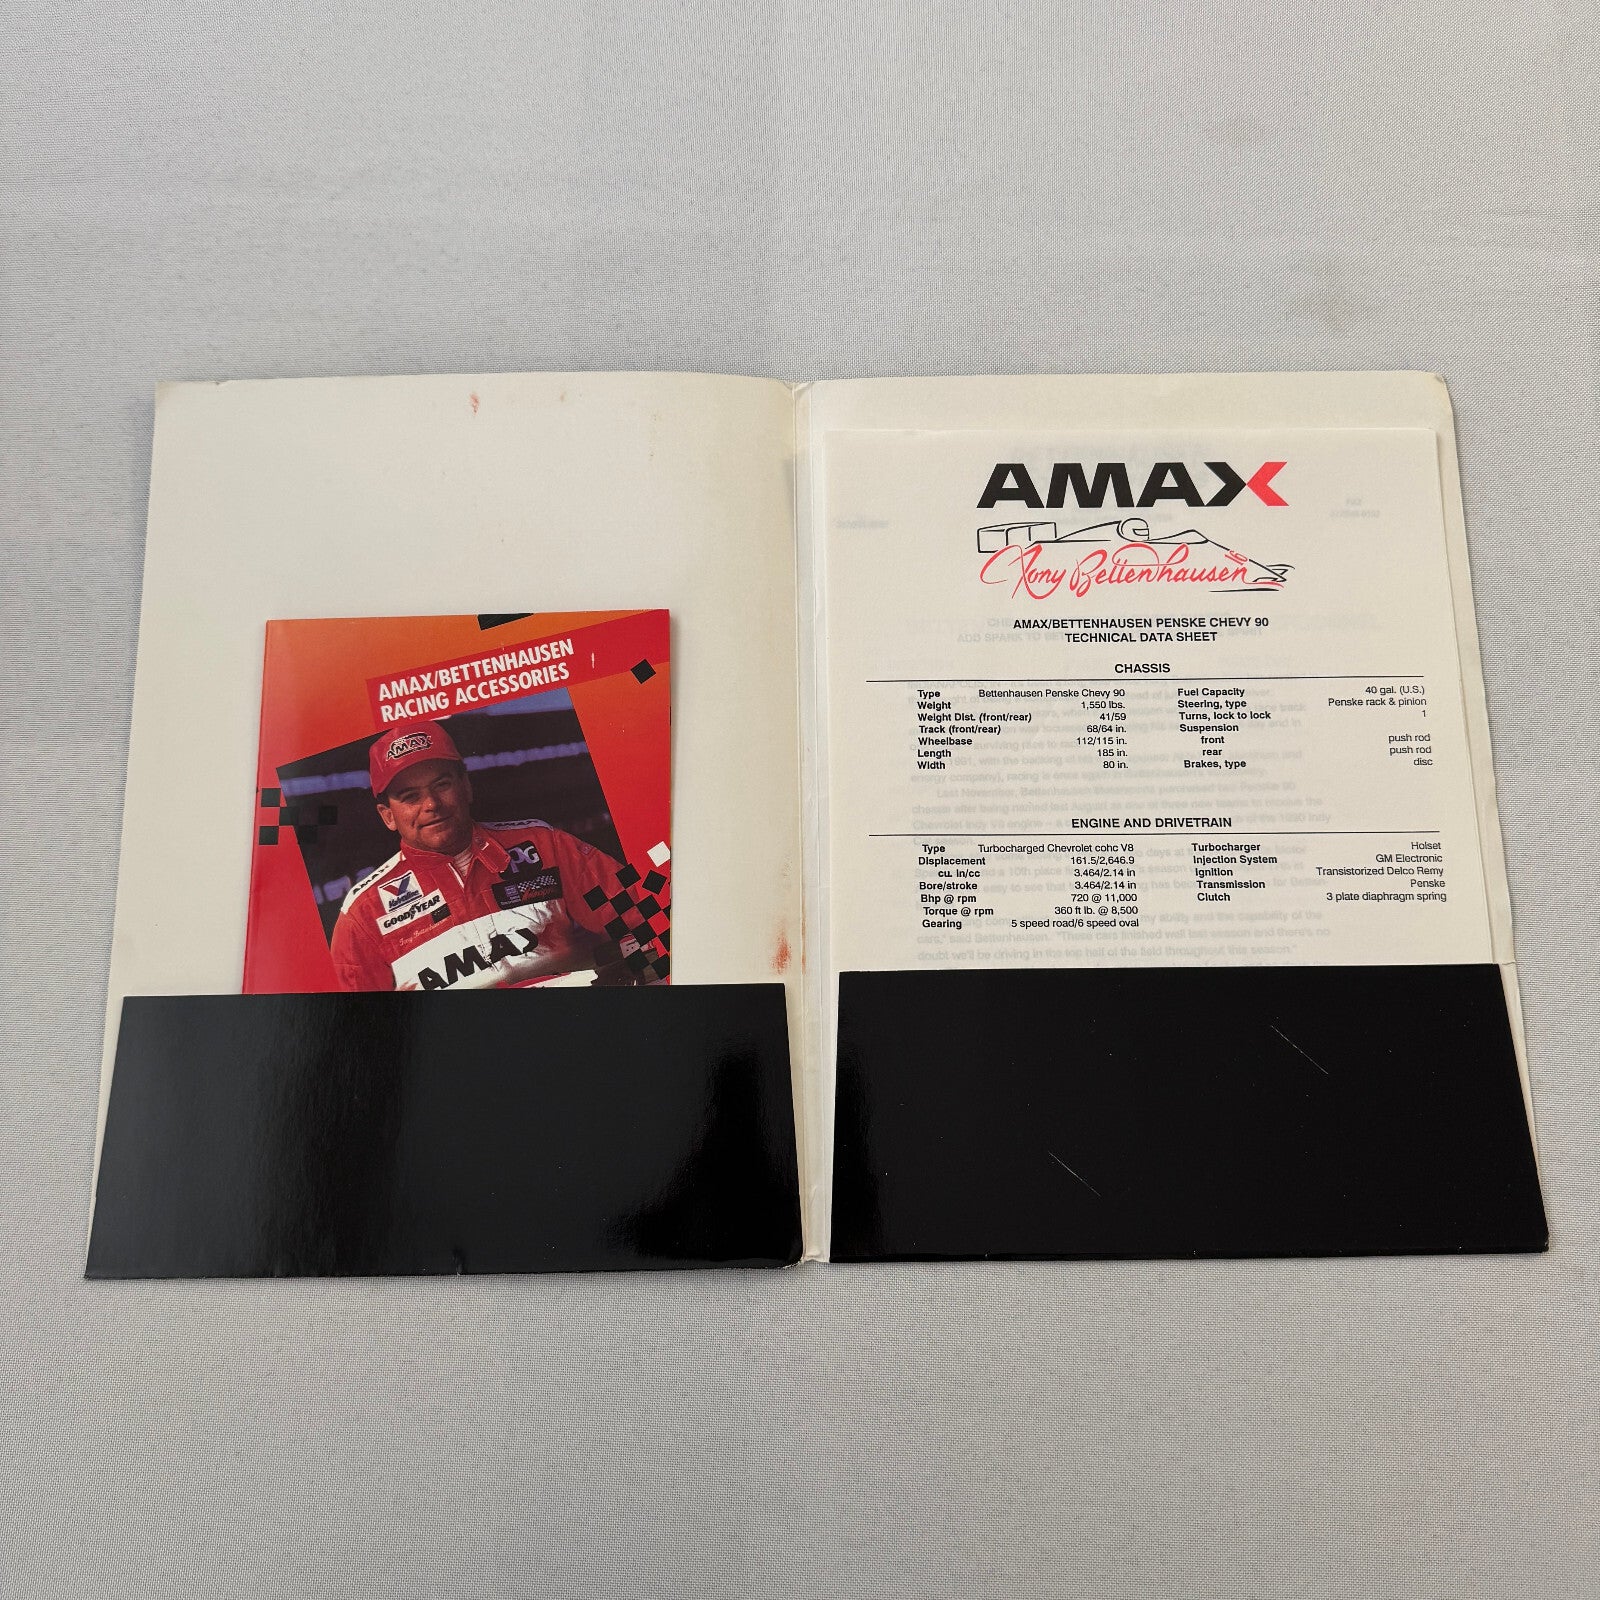 AMAX/BETTENHAUSEN
RACING ACCESSORIES
AMAX
AMAX
PG
Valvoline
GOODYEAR
Tony Bettenhausen
AMAX
AMAX
Tony Bettenhausen 16
AMAX/BETTENHAUSEN PENSKE CHEVY 90
TECHNICAL DATA SHEET
CHASSIS
Type Bettenhausen Penske Chevy 90 Fuel Capacity 40 gal. (U.S.)
Weight 1,550 lbs. Steering, type Penske rack & pinion
Weight Dist. (front/rear) 41/59 Turns, lock to lock 1
Track (front/rear) 68/64 in. Suspension
Wheelbase 112/115 in. front push rod
Length 185 in. rear push rod
Width 80 in. Brakes, type disc
ENGINE AND DRIVETRAIN
Type Turbocharged Chevrolet cohc V8 Turbocharger Holset
Displacement 161.5/2,646.9 Injection System GM Electronic
cu. in/cc 3.464/2.14 in Ignition Transistorized Delco Remy
Bore/stroke 3.464/2.14 in Transmission Penske
Bhp @ rpm 720 @ 11,000 Clutch 3 plate diaphragm spring
Torque @ rpm 360 ft lb. @ 8,500
Gearing 5 speed road/6 speed oval